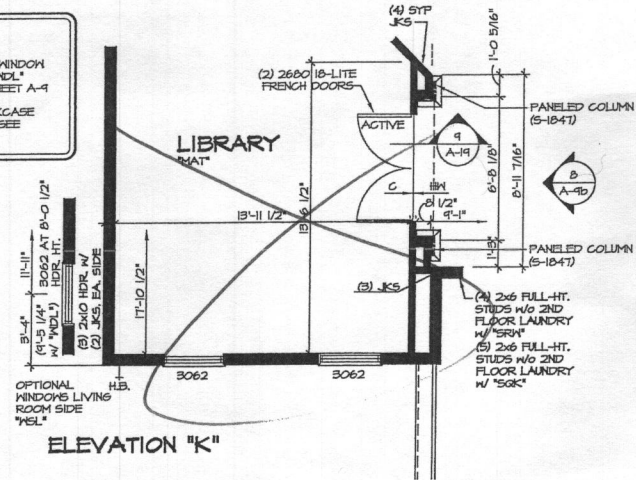 WINDOW
"WDL"
SHEET A-9
KCASE
SEE
(4) SYP
JKS
1'-0 5/16"
(2) 2680 18-LITE
FRENCH DOORS
ACTIVE
PANELED COLUMN
(S-1847)
LIBRARY
"MAT"
9
A-19
6'-8 1/8"
8'-11 7/16"
8
A-9b
C
HW
8 1/2"
9'-1"
13'-11 1/2"
13'-6 1/2"
1'-3"
PANELED COLUMN
(S-1847)
11'-11"
3062 AT 8'-0 1/2"
HDR. HT.
3'-4"
(9'-5 1/4"
W/ "WDL")
(3) 2x10 HDR. W/
(2) JKS, EA. SIDE
17'-10 1/2"
(3) JKS
(4) 2x6 FULL-HT.
STUDS w/o 2ND
FLOOR LAUNDRY
W/ "SRW"
(5) 2x6 FULL-HT.
STUDS w/o 2ND
FLOOR LAUNDRY
W/ "SGK"
3062
3062
H.B.
OPTIONAL
WINDOWS LIVING
ROOM SIDE
"WSL"
ELEVATION "K"